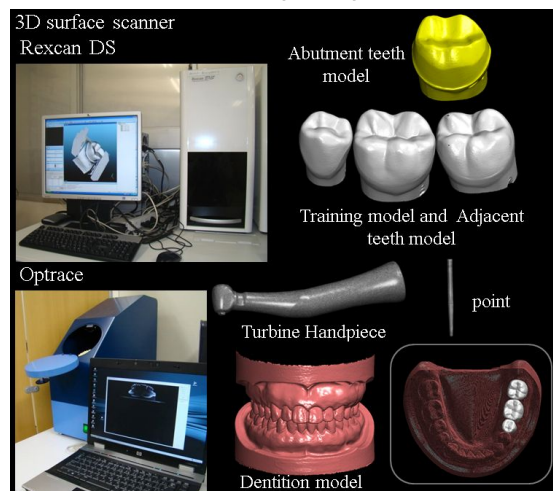 3D surface scanner
Rexcan DS
Abutment teeth
model
Training model and Adjacent
teeth model
Optrace
Turbine Handpiece
point
Dentition model